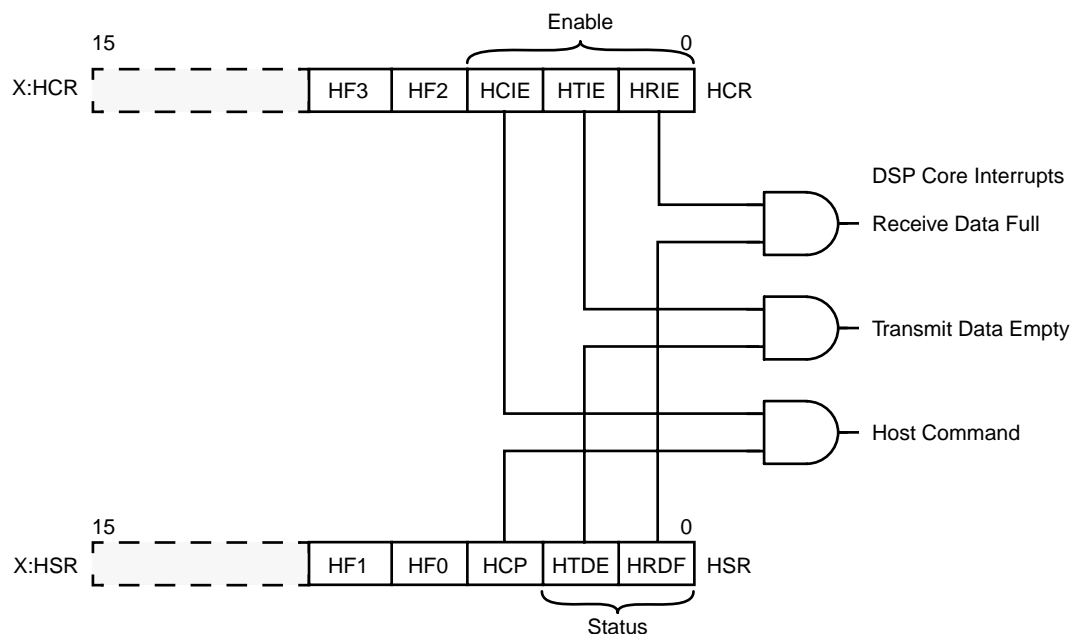 Enable
15 0
X:HCR HF3 HF2 HCIE HTIE HRIE HCR
DSP Core Interrupts
Receive Data Full
Transmit Data Empty
Host Command
15 0
X:HSR HF1 HF0 HCP HTDE HRDF HSR
Status